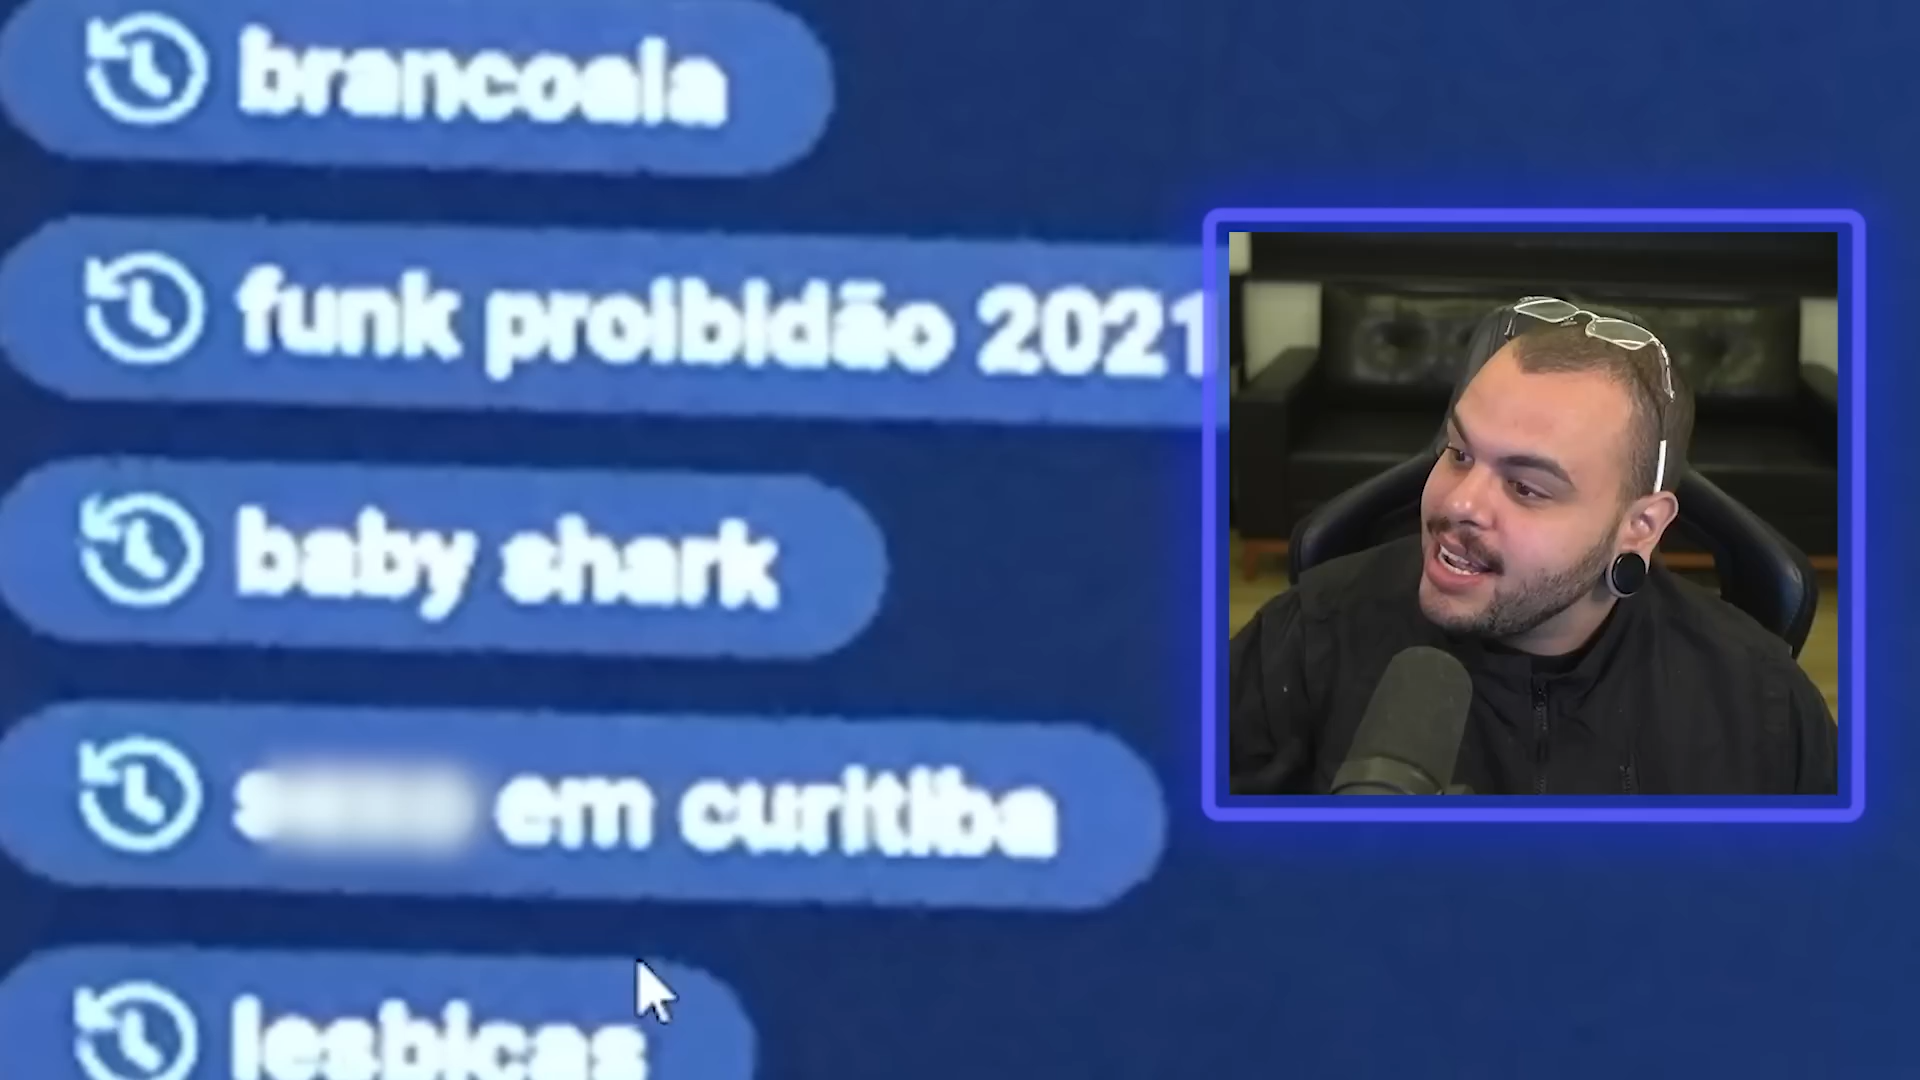 brancoala
funk proibidão 2021
baby shark
em curitiba
lesbicas